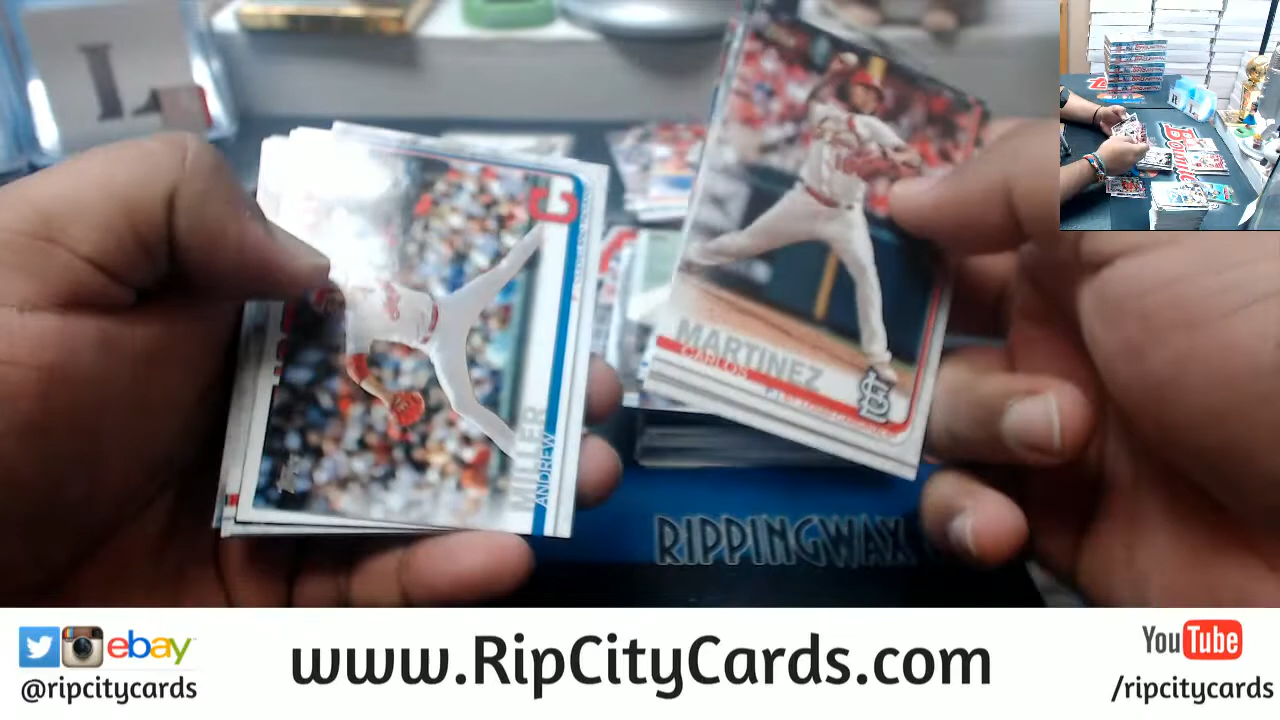 MARTINEZ
CARLOS
MILLER
ANDREW
RIPPINGWAX
ebay
@ripcitycards
www.RipCityCards.com
YouTube
/ripcitycards